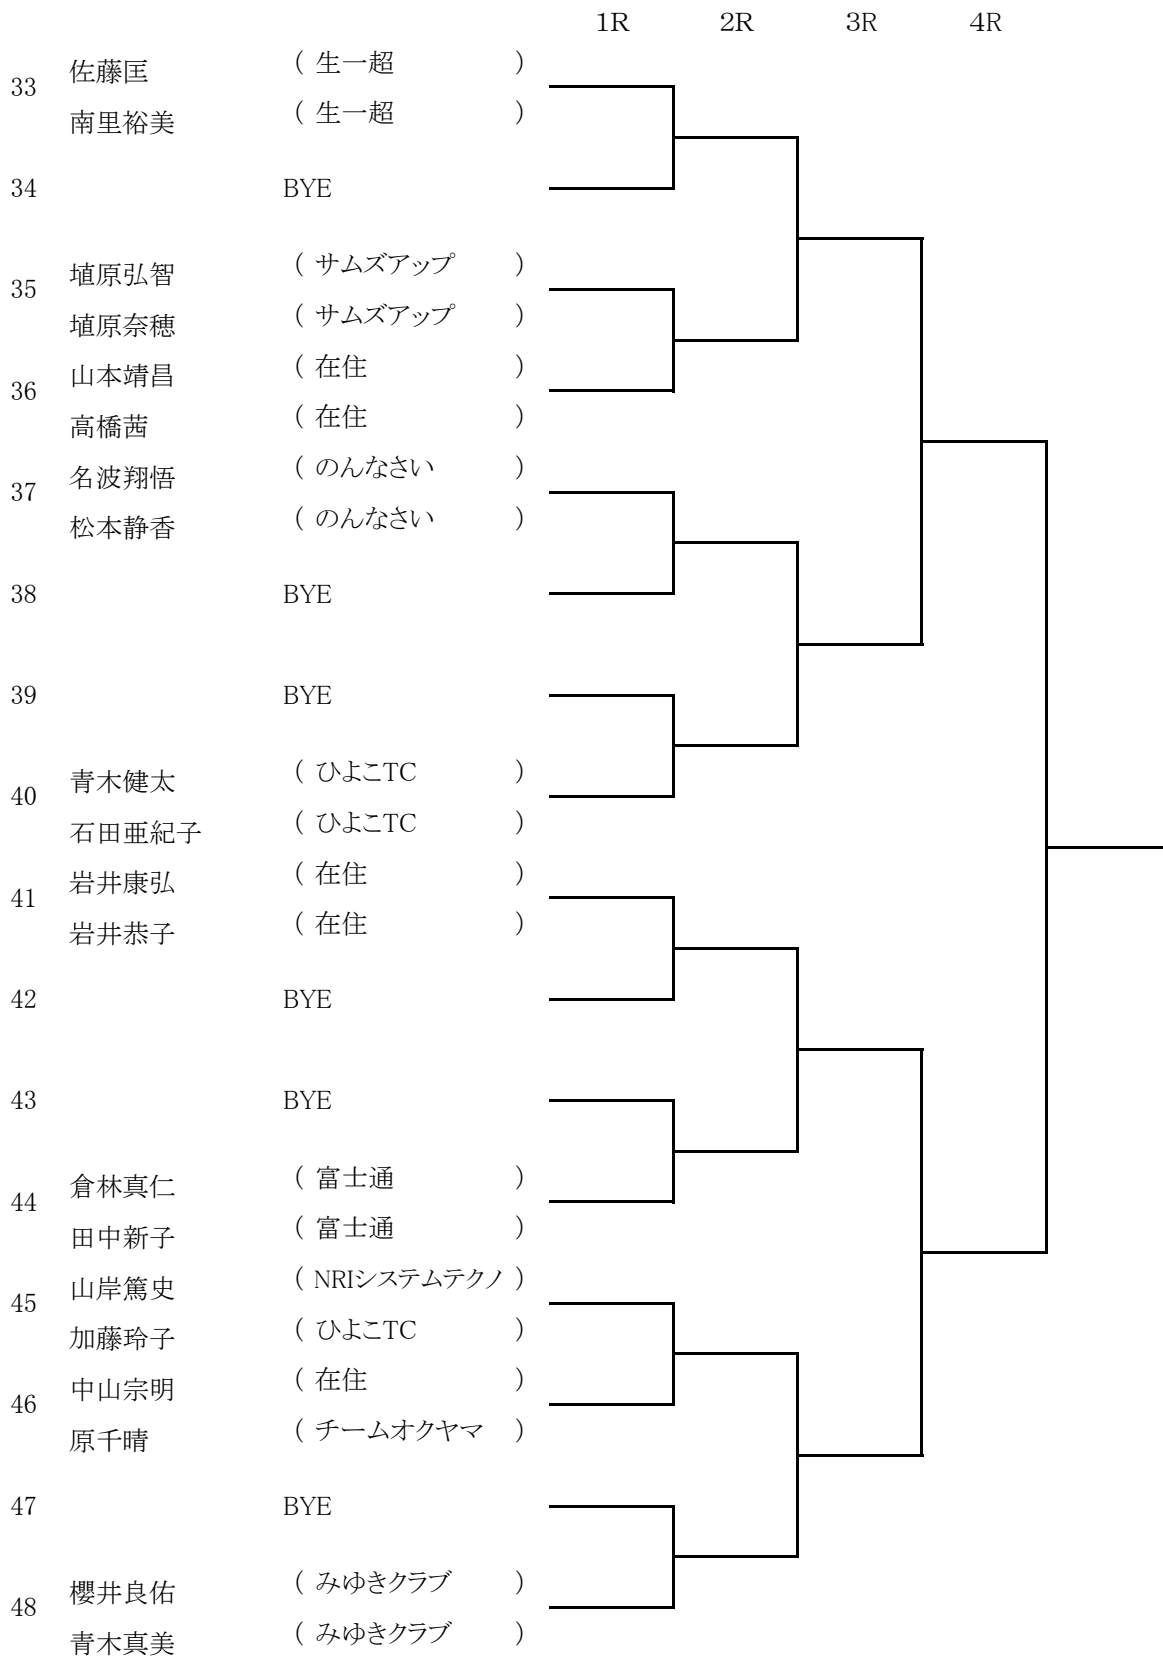 1R 2R 3R 4R
佐藤匡 ( 生一超 )
33
南里裕美 ( 生一超 )
34 BYE
埴原弘智 ( サムズアップ )
35
埴原奈穂 ( サムズアップ )
山本靖昌 ( 在住 )
36
高橋茜 ( 在住 )
名波翔悟 ( のんなさい )
37
松本静香 ( のんなさい )
38 BYE
39 BYE
青木健太 ( ひよこTC )
40
石田亜紀子 ( ひよこTC )
岩井康弘 ( 在住 )
41
岩井恭子 ( 在住 )
42 BYE
43 BYE
倉林真仁 ( 富士通 )
44
田中新子 ( 富士通 )
山岸篤史 ( NRIシステムテクノ )
45
加藤玲子 ( ひよこTC )
中山宗明 ( 在住 )
46
原千晴 ( チームオクヤマ )
47 BYE
櫻井良佑 ( みゆきクラブ )
48
青木真美 ( みゆきクラブ )